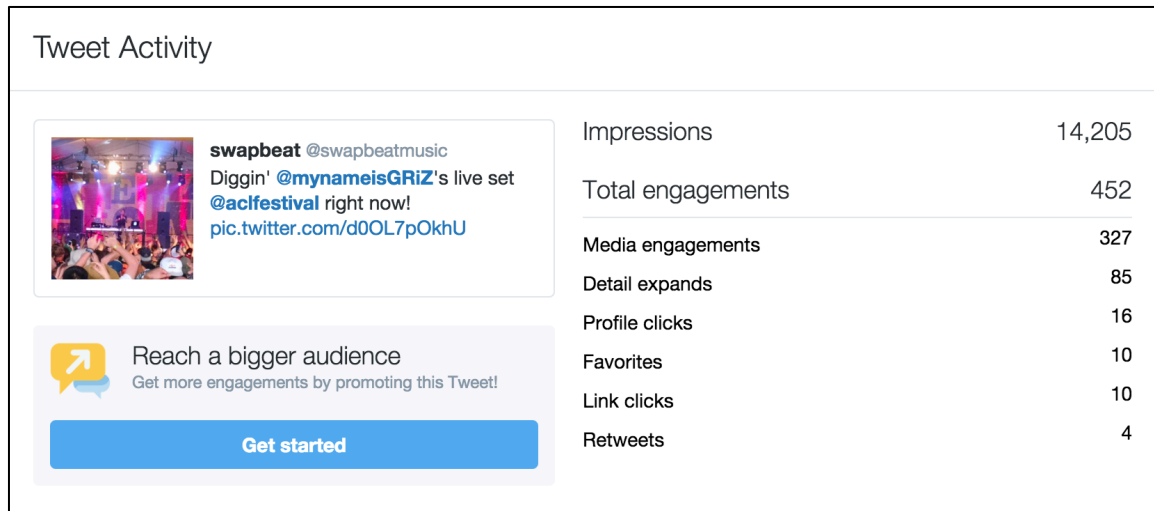 Tweet Activity
swapbeat @swapbeatmusic
Diggin' @mynameisGRiZ's live set
@aclfestival right now!
pic.twitter.com/d0OL7pOkhU
Reach a bigger audience
Get more engagements by promoting this Tweet!
Get started
Impressions 14,205
Total engagements 452
Media engagements 327
Detail expands 85
Profile clicks 16
Favorites 10
Link clicks 10
Retweets 4